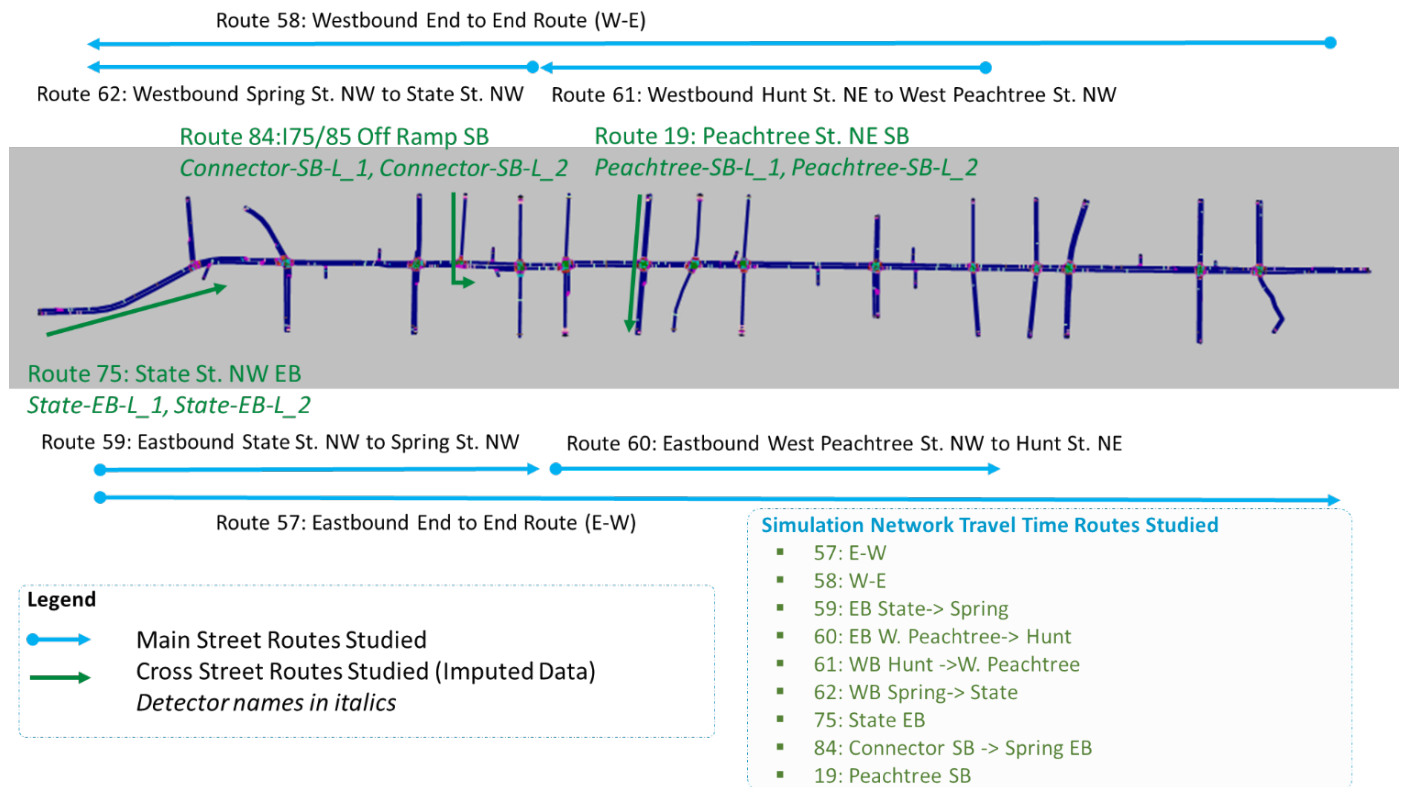 Route 58: Westbound End to End Route (W-E)
Route 62: Westbound Spring St. NW to State St. NW
Route 61: Westbound Hunt St. NE to West Peachtree St. NW
Route 84:I75/85 Off Ramp SB
Connector-SB-L_1, Connector-SB-L_2
Route 19: Peachtree St. NE SB
Peachtree-SB-L_1, Peachtree-SB-L_2
Route 75: State St. NW EB
State-EB-L_1, State-EB-L_2
Route 59: Eastbound State St. NW to Spring St. NW
Route 60: Eastbound West Peachtree St. NW to Hunt St. NE
Route 57: Eastbound End to End Route (E-W)
Legend
Main Street Routes Studied
Cross Street Routes Studied (Imputed Data)
Detector names in italics
Simulation Network Travel Time Routes Studied
▪ 57: E-W
▪ 58: W-E
▪ 59: EB State-> Spring
▪ 60: EB W. Peachtree-> Hunt
▪ 61: WB Hunt ->W. Peachtree
▪ 62: WB Spring-> State
▪ 75: State EB
▪ 84: Connector SB -> Spring EB
▪ 19: Peachtree SB